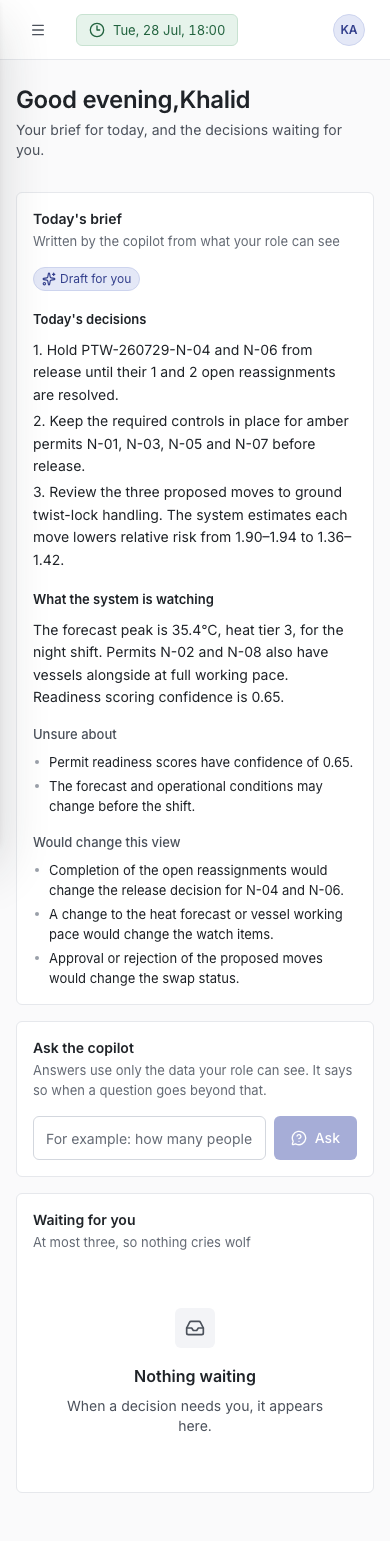 Tue, 28 Jul, 18:00
KA
Good evening,Khalid
Your brief for today, and the decisions waiting for
you.
Today's brief
Written by the copilot from what your role can see
Draft for you
Today's decisions
1. Hold PTW-260729-N-04 and N-06 from
release until their 1 and 2 open reassignments
are resolved.
2. Keep the required controls in place for amber
permits N-01, N-03, N-05 and N-07 before
release.
3. Review the three proposed moves to ground
twist-lock handling. The system estimates each
move lowers relative risk from 1.90–1.94 to 1.36–
1.42.
What the system is watching
The forecast peak is 35.4°C, heat tier 3, for the
night shift. Permits N-02 and N-08 also have
vessels alongside at full working pace.
Readiness scoring confidence is 0.65.
Unsure about
Permit readiness scores have confidence of 0.65.
The forecast and operational conditions may
change before the shift.
Would change this view
Completion of the open reassignments would
change the release decision for N-04 and N-06.
A change to the heat forecast or vessel working
pace would change the watch items.
Approval or rejection of the proposed moves
would change the swap status.
Ask the copilot
Answers use only the data your role can see. It says
so when a question goes beyond that.
For example: how many people
Ask
Waiting for you
At most three, so nothing cries wolf
Nothing waiting
When a decision needs you, it appears
here.